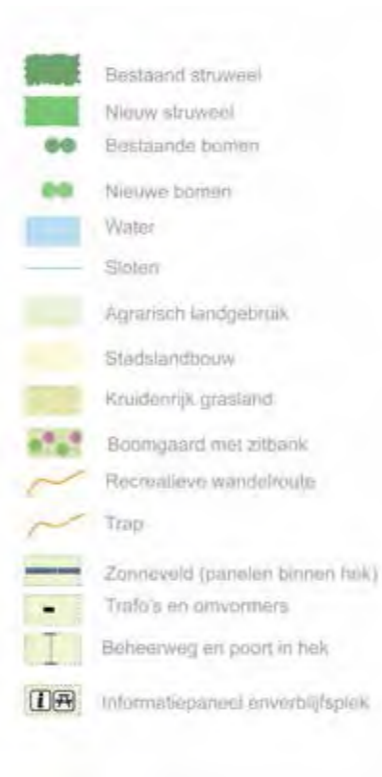 Bestaand struweel
Nieuw struweel
Bestaande bomen
Nieuwe bomen
Water
Sloten
Agrarisch landgebruik
Stadslandbouw
Kruidenrijk grasland
Boomgaard met zitbank
Recreatieve wandelroute
Trap
Zonneveld (panelen binnen hek)
Trafo's en omvormers
Beheerweg en poort in hek
i Informatiepaneel enverblijfsplek